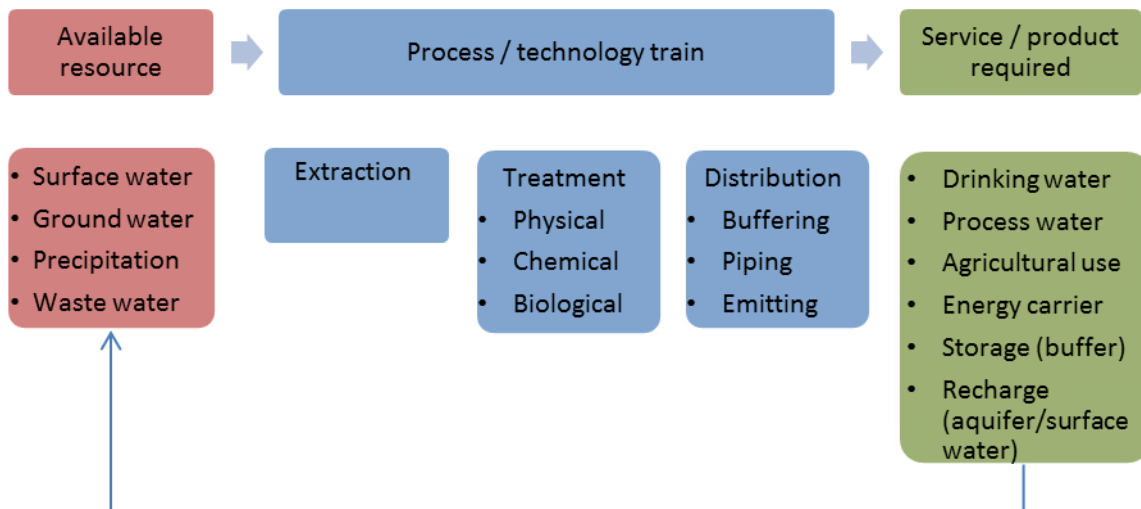 Available
resource
Process / technology train
Service / product
required
• Surface water
• Ground water
• Precipitation
• Waste water
Extraction
Treatment
• Physical
• Chemical
• Biological
Distribution
• Buffering
• Piping
• Emitting
• Drinking water
• Process water
• Agricultural use
• Energy carrier
• Storage (buffer)
• Recharge
(aquifer/surface
water)